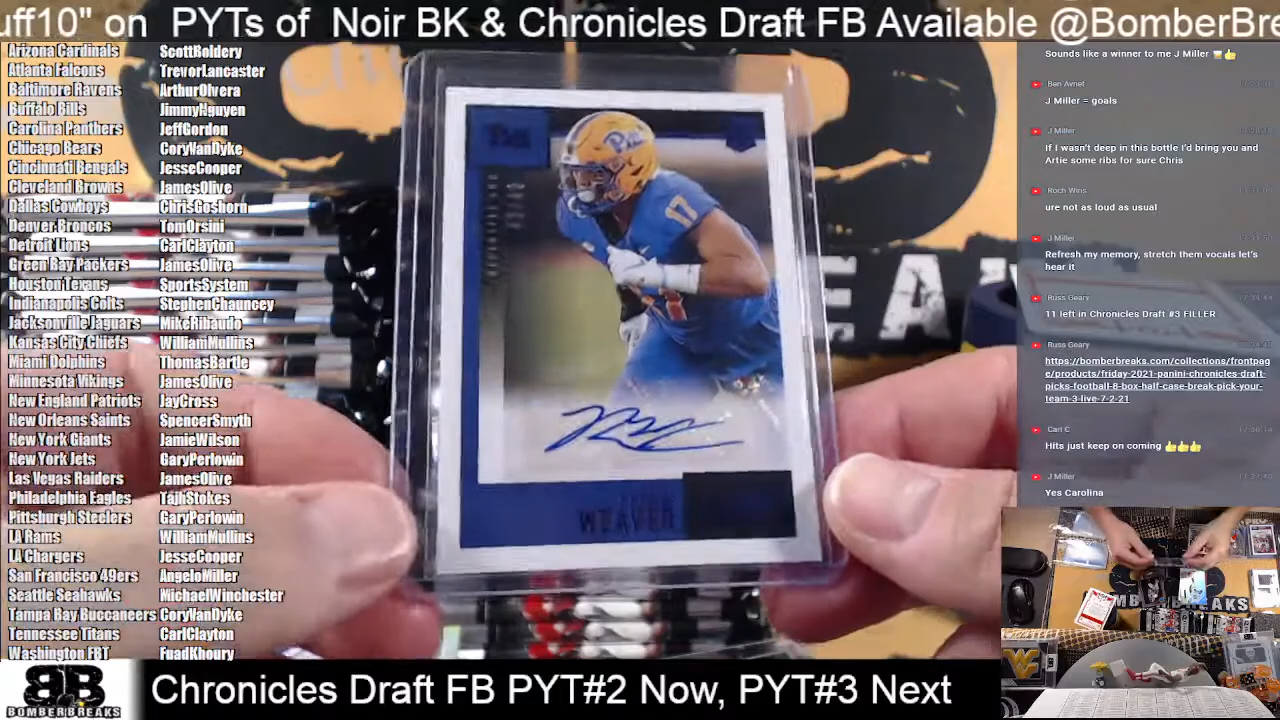 uff10" on PYTs of Noir BK & Chronicles Draft FB Available @BomberBre
Arizona Cardinals ScottBoldery
Atlanta Falcons TrevorLancaster
Baltimore Ravens ArthurOlvera
Buffalo Bills JimmyNguyen
Carolina Panthers JeffGordon
Chicago Bears CoryVanDyke
Cincinnati Bengals JesseCooper
Cleveland Browns JamesOlive
Dallas Cowboys ChrisGoshorn
Denver Broncos TomOrsini
Detroit Lions CarlClayton
Green Bay Packers JamesOlive
Houston Texans SportsSystem
Indianapolis Colts StephenChauncey
Jacksonville Jaguars MikeRibaudo
Kansas City Chiefs WilliamMullins
Miami Dolphins ThomasBartle
Minnesota Vikings JamesOlive
New England Patriots JayCross
New Orleans Saints SpencerSmyth
New York Giants JamieWilson
New York Jets GaryPerlowin
Las Vegas Raiders JamesOlive
Philadelphia Eagles TajhStokes
Pittsburgh Steelers GaryPerlowin
LA Rams WilliamMullins
LA Chargers JesseCooper
San Francisco 49ers AngeloMiller
Seattle Seahawks MichaelWinchester
Tampa Bay Buccaneers CoryVanDyke
Tennessee Titans CarlClayton
Washington FBT FuadKhoury
Pitt
17
WEAVER
Sounds like a winner to me J Miller 🍺👍
Ben Avnet
J Miller = goals
J Miller
If I wasn't deep in this bottle I'd bring you and
Artie some ribs for sure Chris
Roch Wins
ure not as loud as usual
J Miller
Refresh my memory, stretch them vocals let's
hear it
Russ Geary
11 left in Chronicles Draft #3 FILLER
Russ Geary
https://bomberbreaks.com/collections/frontpag
e/products/friday-2021-panini-chronicles-draft-
picks-football-8-box-half-case-break-pick-your-
team-3-live-7-2-21
Carl C
Hits just keep on coming 👍👍👍
J Miller
Yes Carolina
BOMBERBREAKS
Chronicles Draft FB PYT#2 Now, PYT#3 Next